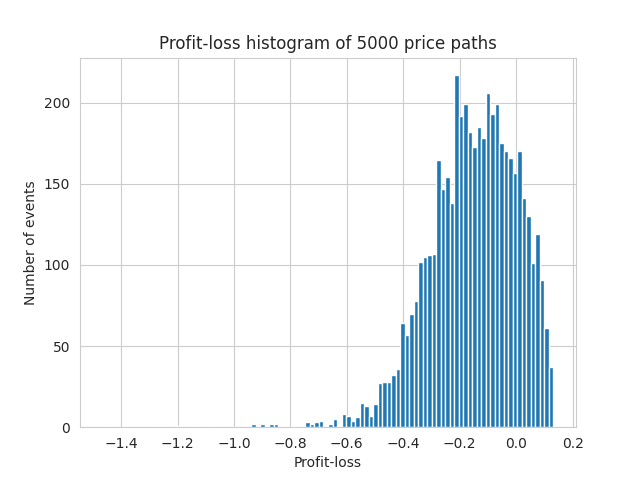 Profit-loss histogram of 5000 price paths
Number of events
200
150
100
50
0
−1.4 −1.2 −1.0 −0.8 −0.6 −0.4 −0.2 0.0 0.2
Profit-loss